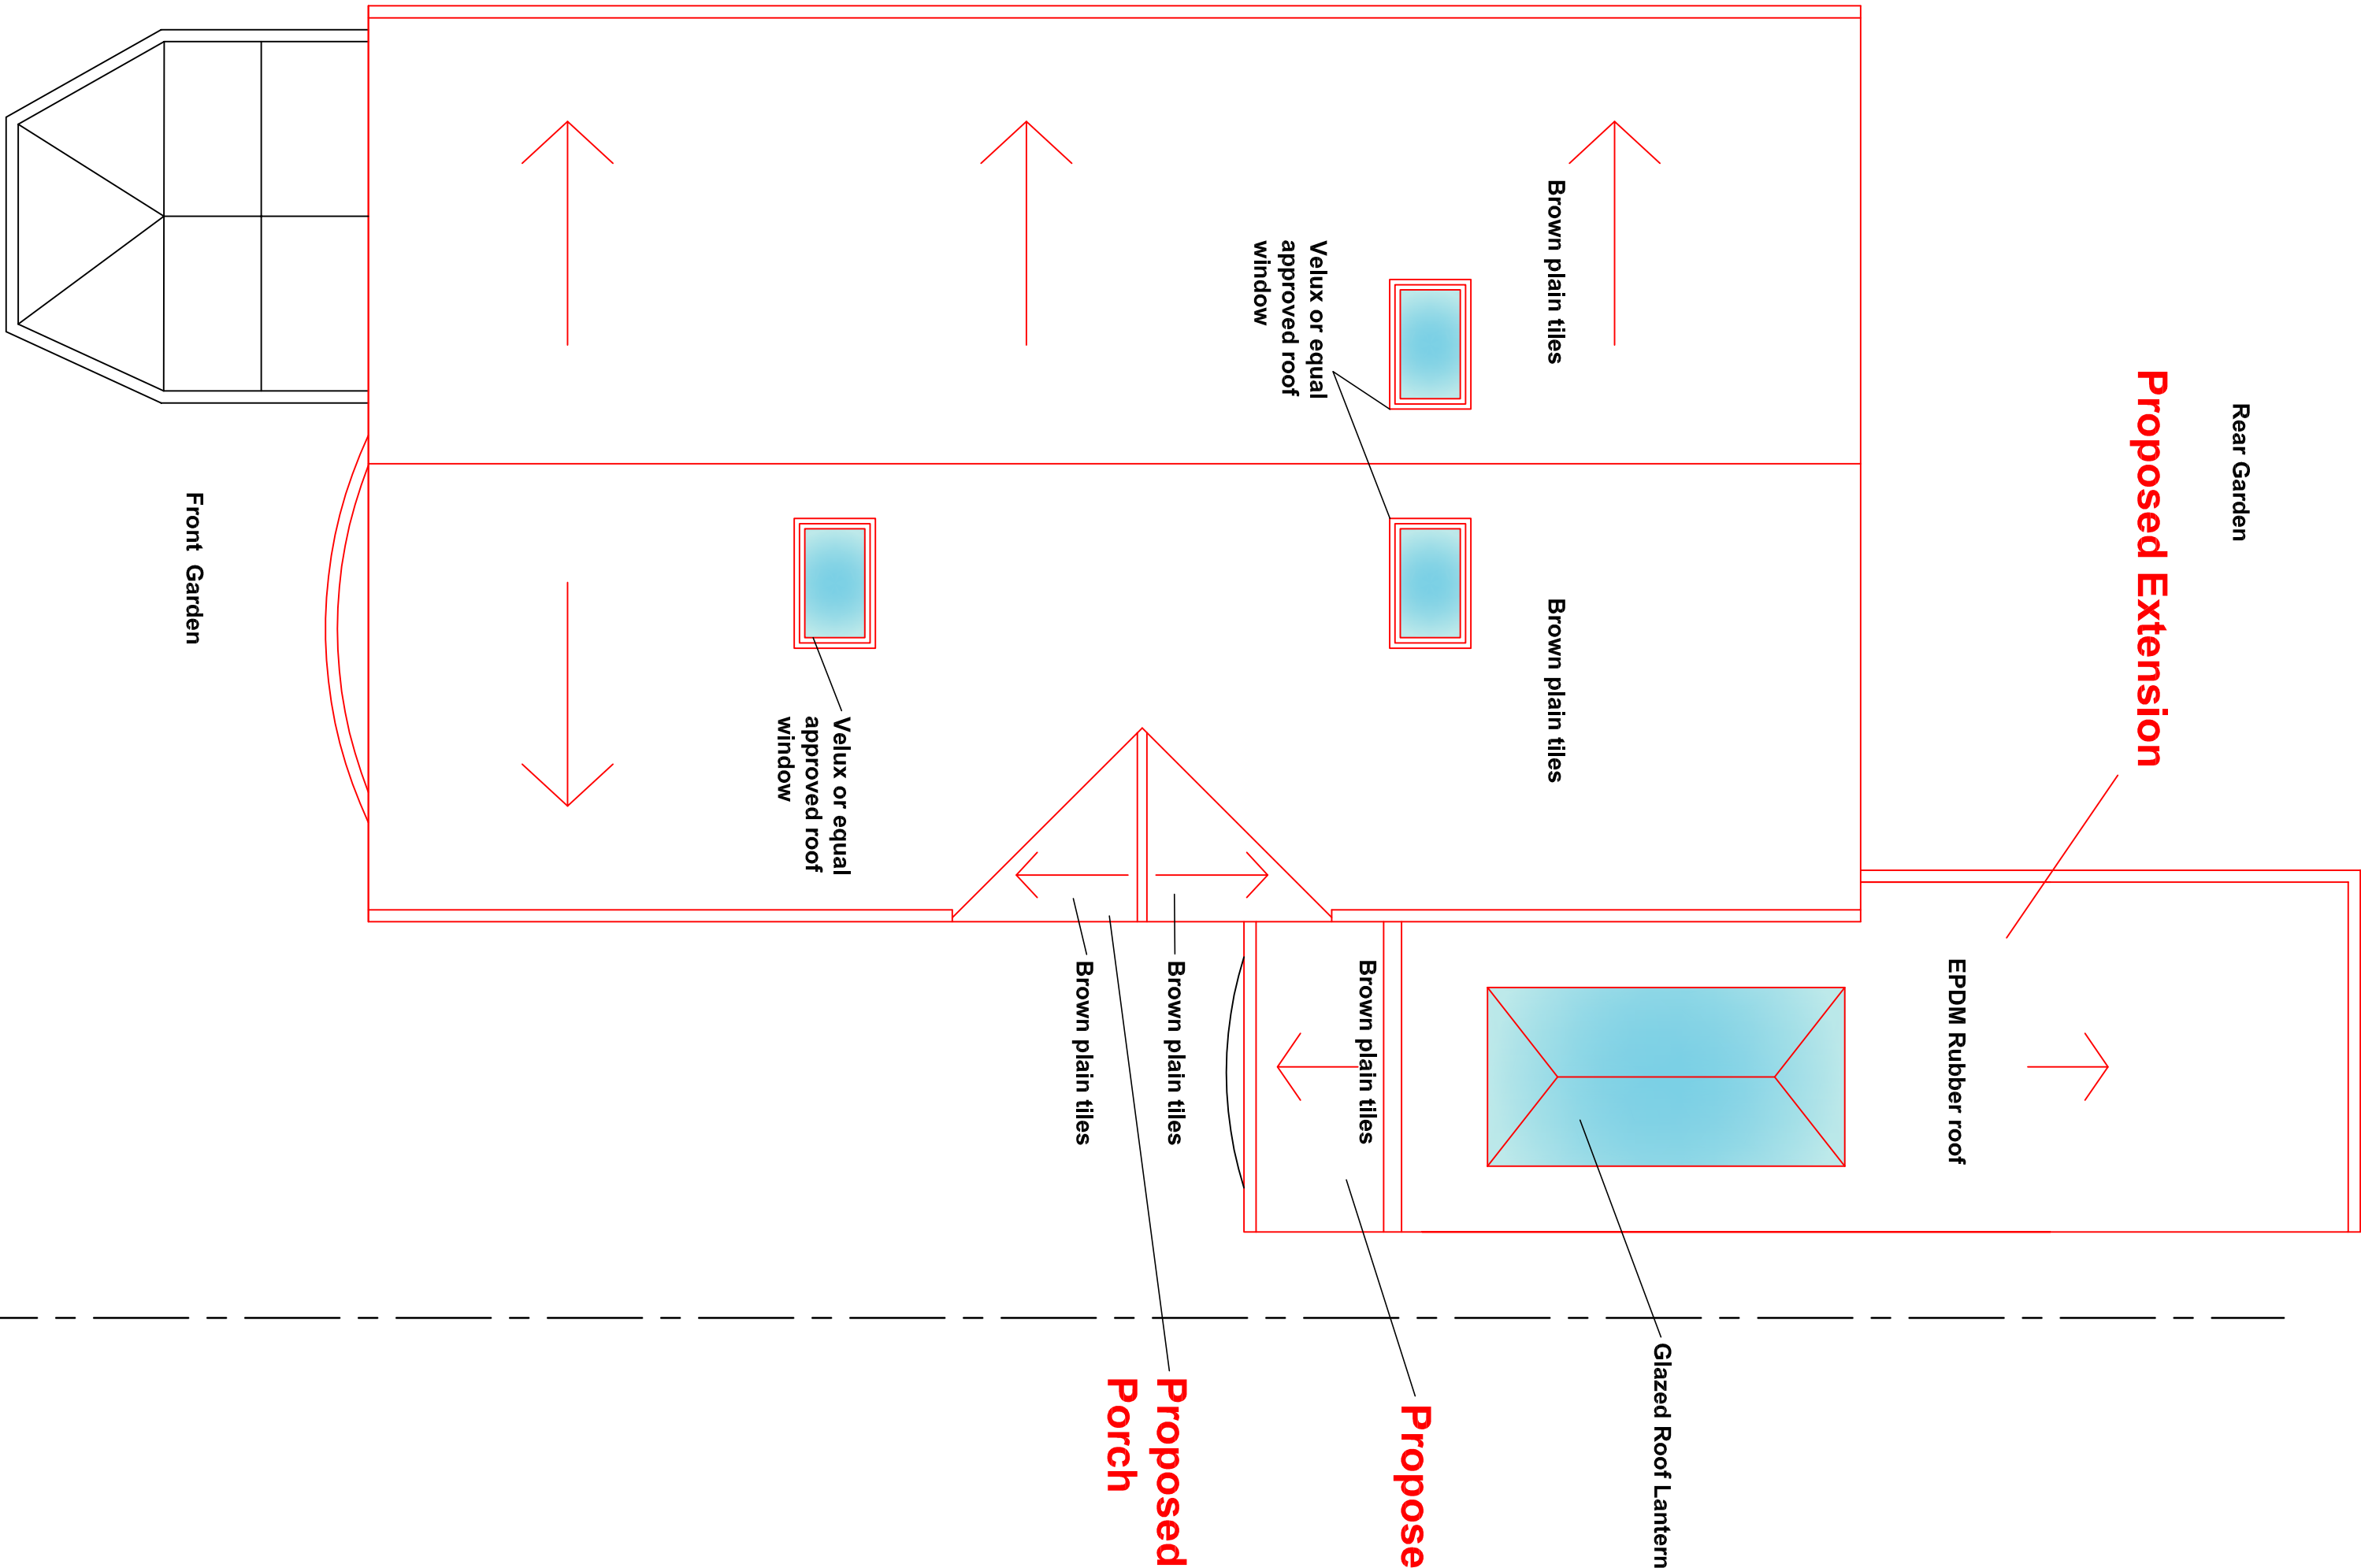 Rear Garden
Proposed Extension
EPDM Rubber roof
Glazed Roof Lantern
Brown plain tiles
Brown plain tiles
Propose
Brown plain tiles
Velux or equal
approved roof
window
Brown plain tiles
Proposed
Porch
Brown plain tiles
Velux or equal
approved roof
window
Front Garden